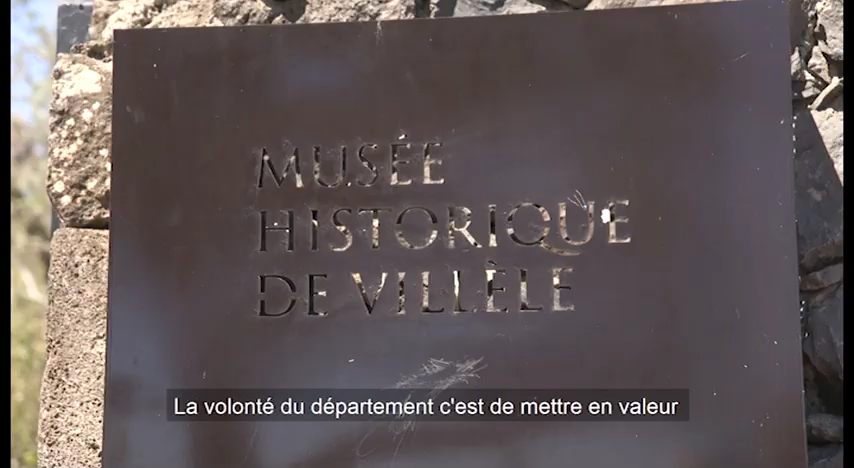 MUSÉE
HISTORIQUE
DE VILLÈLE
La volonté du département c'est de mettre en valeur